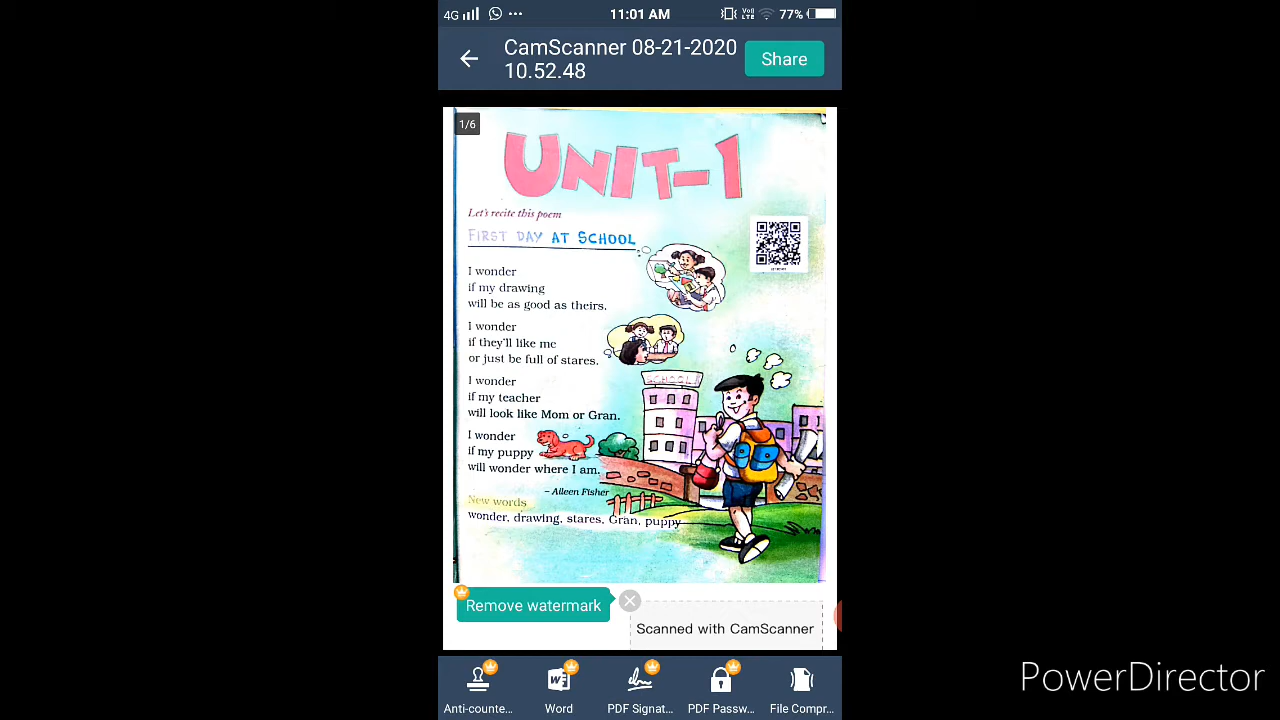 4G
11:01 AM
VoI) LTE
77%
CamScanner 08-21-2020
10.52.48
Share
1/6
UNIT-1
Let's recite this poem
FIRST DAY AT SCHOOL
I wonder
if my drawing
will be as good as theirs.
I wonder
if they'll like me
or just be full of stares.
SCHOOL
I wonder
if my teacher
will look like Mom or Gran.
I wonder
if my puppy
will wonder where I am.
– Aileen Fisher
New words
wonder, drawing, stares, Gran, puppy
Remove watermark
Scanned with CamScanner
Anti-counte...
Word
PDF Signat...
PDF Passw...
File Compr...
PowerDirector